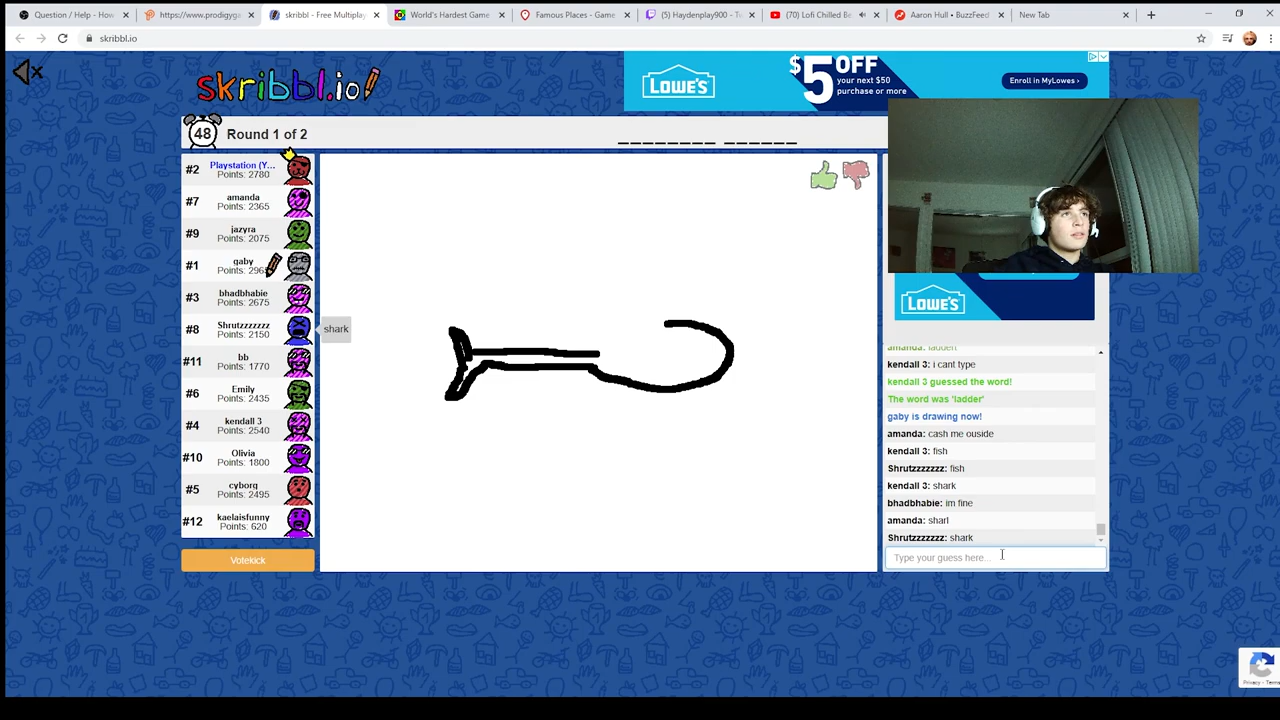 Question / Help - How
https://www.prodigyga
skribbl - Free Multiplay
World's Hardest Game
Famous Places - Game
(5) Haydenplay900 - Tw
(70) Lofi Chilled Be
Aaron Hull • BuzzFeed
New Tab
skribbl.io
skribbl.io
$5 OFF
your next $50
purchase or more
LOWE'S
Enroll in MyLowes ›
48
Round 1 of 2
________ ______
#2 Playstation (Y...
Points: 2780
#7 amanda
Points: 2365
#9 jazyra
Points: 2075
#1 gaby
Points: 296
#3 bhadbhabie
Points: 2675
#8 Shrutzzzzzzz
Points: 2150
shark
#11 bb
Points: 1770
#6 Emily
Points: 2435
#4 kendall 3
Points: 2540
#10 Olivia
Points: 1800
#5 cyborg
Points: 2495
#12 kaelaisfunny
Points: 620
Votekick
LOWE'S
kendall 3: i cant type
kendall 3 guessed the word!
The word was 'ladder'
gaby is drawing now!
amanda: cash me ouside
kendall 3: fish
Shrutzzzzzzz: fish
kendall 3: shark
bhadbhabie: im fine
amanda: sharl
Shrutzzzzzzz: shark
Type your guess here...
Privacy - Terms